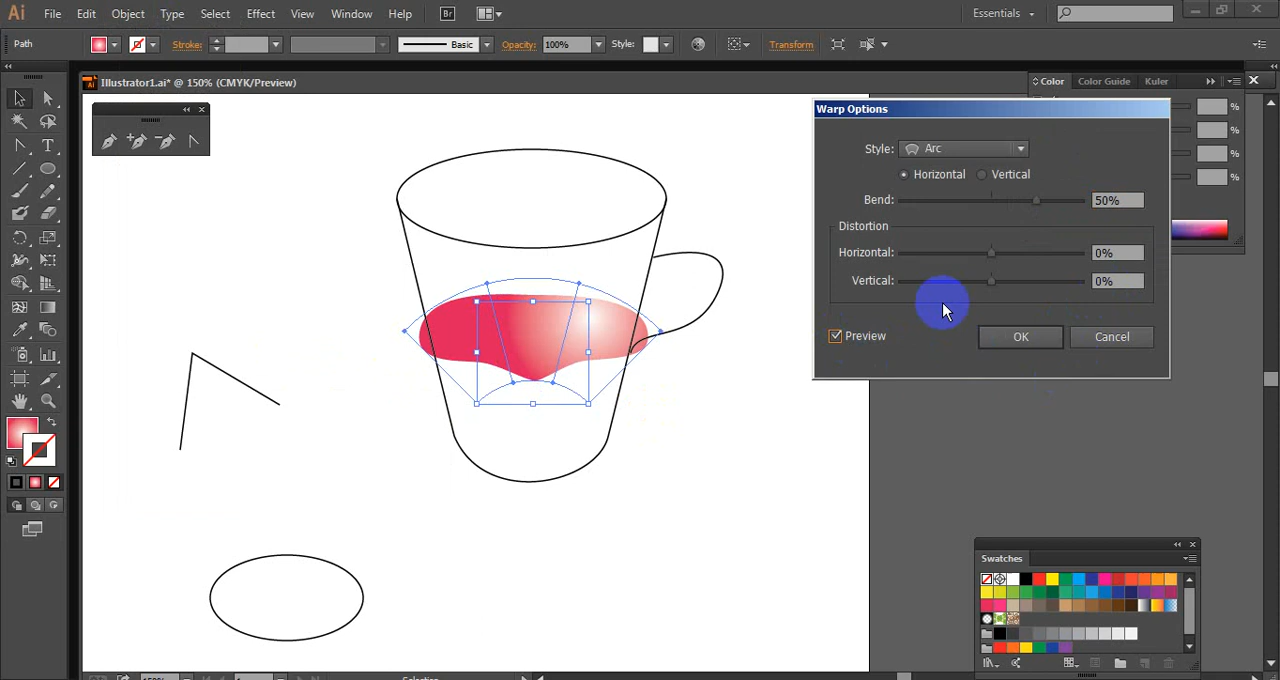 Ai File Edit Object Type Select Effect View Window Help Br Essentials
Path Stroke: Basic Opacity: 100% Style: Transform
Illustrator1.ai* @ 150% (CMYK/Preview)
Color Color Guide Kuler
%
%
%
%
Warp Options
Style: Arc
Horizontal Vertical
Bend: 50%
Distortion
Horizontal: 0%
Vertical: 0%
Preview OK Cancel
Swatches